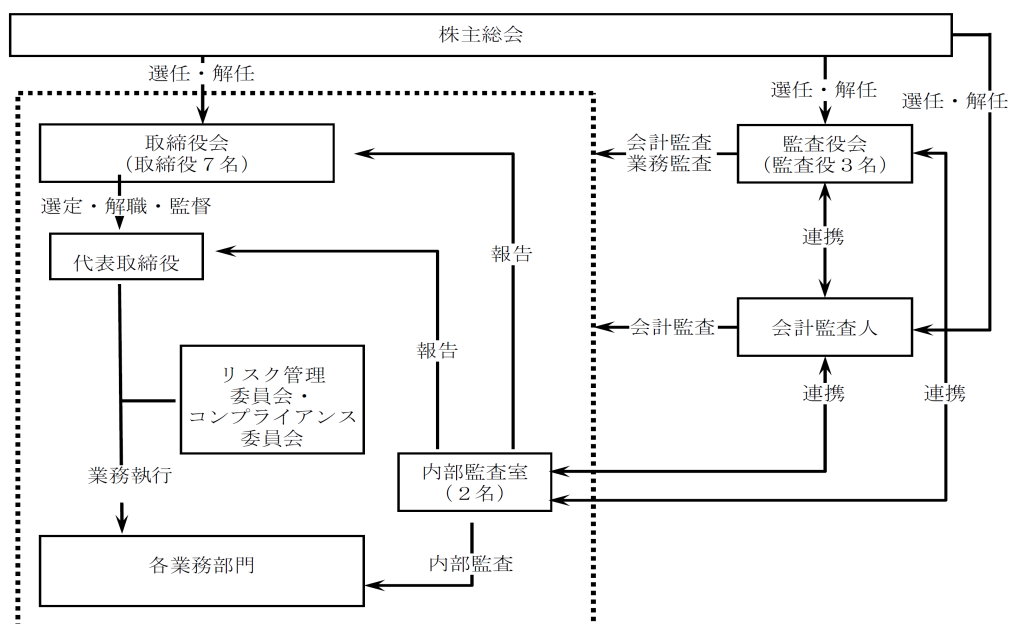 株主総会
選任・解任
選任・解任
選任・解任
取締役会
（取締役７名）
会計監査
業務監査
監査役会
（監査役３名）
選定・解職・監督
代表取締役
報告
連携
会計監査
会計監査人
報告
リスク管理
委員会・
コンプライアンス
委員会
連携
連携
業務執行
内部監査室
（２名）
各業務部門
内部監査